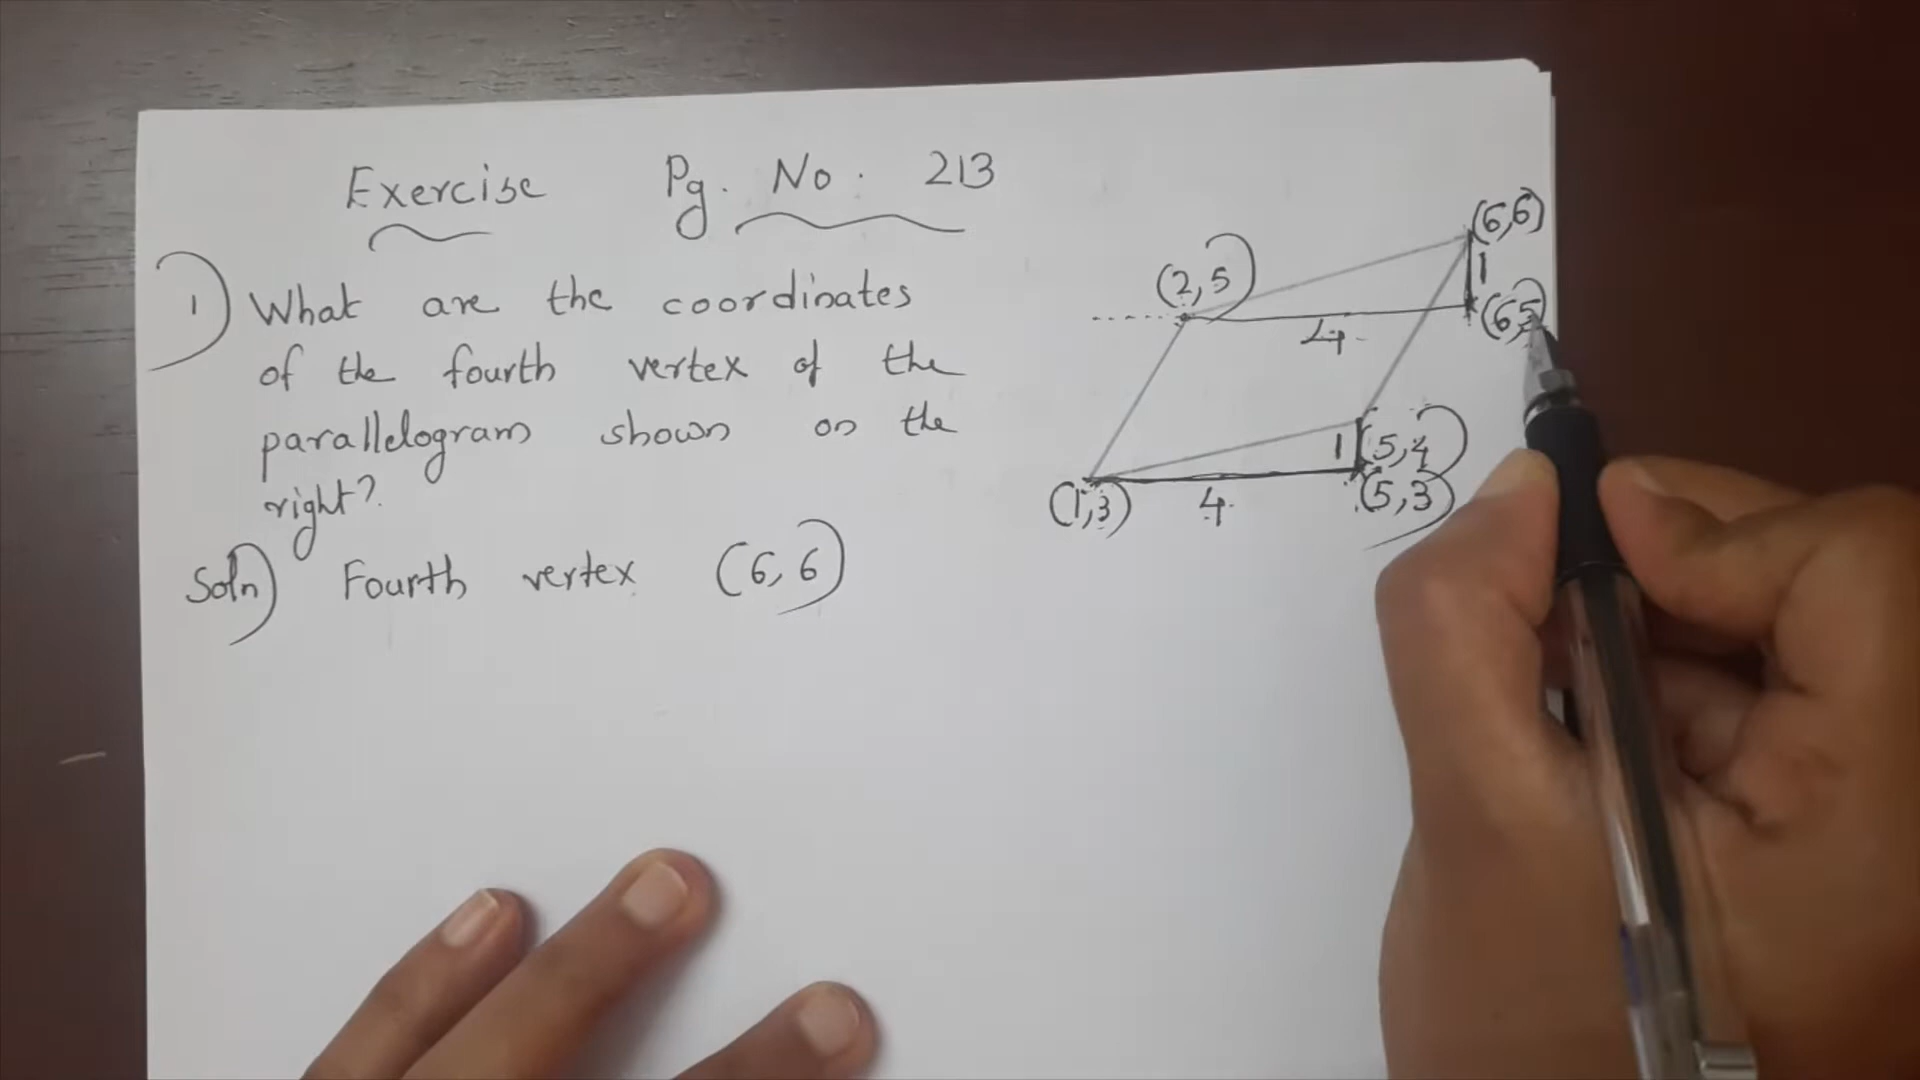 Exercise Pg. No. 213
1) What are the coordinates
of the fourth vertex of the
parallelogram shown on the
right?
Soln) Fourth vertex (6,6)
(6,6)
(2,5)
1
(6,5)
4
1
(5,4)
(1,3)
4
(5,3)